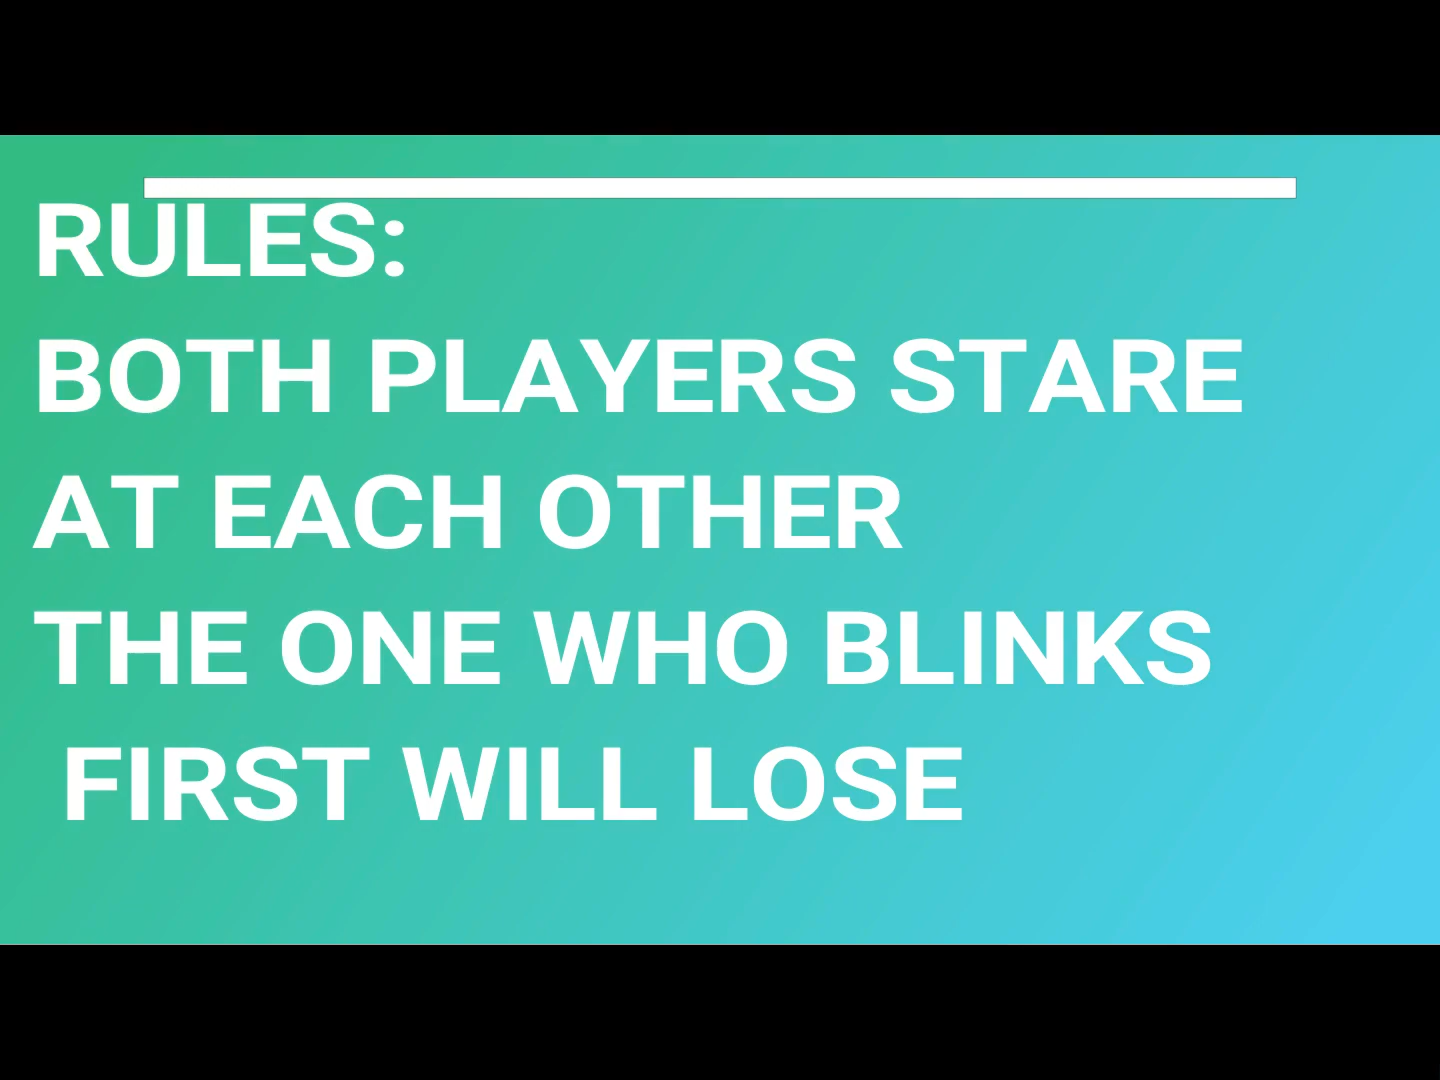 RULES:
BOTH PLAYERS STARE
AT EACH OTHER
THE ONE WHO BLINKS
FIRST WILL LOSE